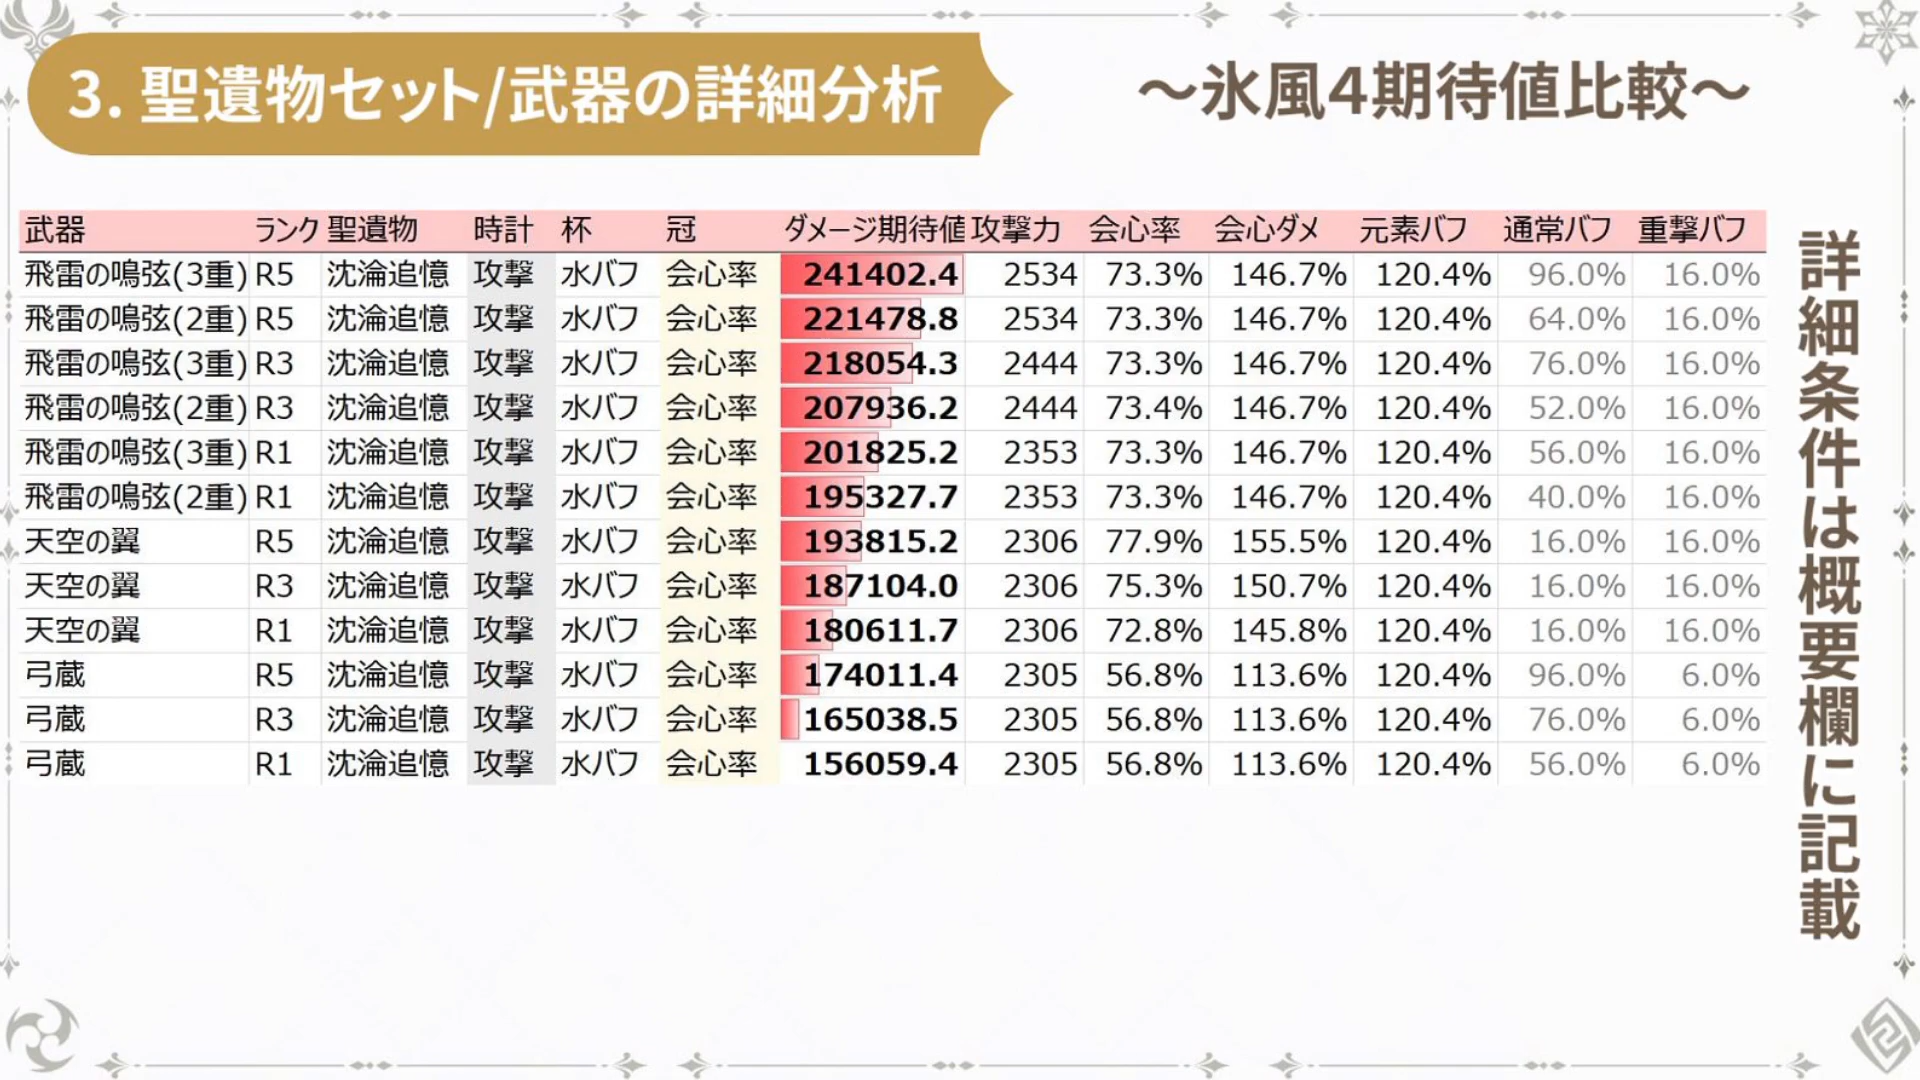 3. 聖遺物セット/武器の詳細分析
～氷風4期待値比較～
武器 ランク 聖遺物 時計 杯 冠 ダメージ期待値 攻撃力 会心率 会心ダメ 元素バフ 通常バフ 重撃バフ
飛雷の鳴弦(3重) R5 沈淪追憶 攻撃 水バフ 会心率 241402.4 2534 73.3% 146.7% 120.4% 96.0% 16.0%
飛雷の鳴弦(2重) R5 沈淪追憶 攻撃 水バフ 会心率 221478.8 2534 73.3% 146.7% 120.4% 64.0% 16.0%
飛雷の鳴弦(3重) R3 沈淪追憶 攻撃 水バフ 会心率 218054.3 2444 73.3% 146.7% 120.4% 76.0% 16.0%
飛雷の鳴弦(2重) R3 沈淪追憶 攻撃 水バフ 会心率 207936.2 2444 73.4% 146.7% 120.4% 52.0% 16.0%
飛雷の鳴弦(3重) R1 沈淪追憶 攻撃 水バフ 会心率 201825.2 2353 73.3% 146.7% 120.4% 56.0% 16.0%
飛雷の鳴弦(2重) R1 沈淪追憶 攻撃 水バフ 会心率 195327.7 2353 73.3% 146.7% 120.4% 40.0% 16.0%
天空の翼 R5 沈淪追憶 攻撃 水バフ 会心率 193815.2 2306 77.9% 155.5% 120.4% 16.0% 16.0%
天空の翼 R3 沈淪追憶 攻撃 水バフ 会心率 187104.0 2306 75.3% 150.7% 120.4% 16.0% 16.0%
天空の翼 R1 沈淪追憶 攻撃 水バフ 会心率 180611.7 2306 72.8% 145.8% 120.4% 16.0% 16.0%
弓蔵 R5 沈淪追憶 攻撃 水バフ 会心率 174011.4 2305 56.8% 113.6% 120.4% 96.0% 6.0%
弓蔵 R3 沈淪追憶 攻撃 水バフ 会心率 165038.5 2305 56.8% 113.6% 120.4% 76.0% 6.0%
弓蔵 R1 沈淪追憶 攻撃 水バフ 会心率 156059.4 2305 56.8% 113.6% 120.4% 56.0% 6.0%
詳細条件は概要欄に記載